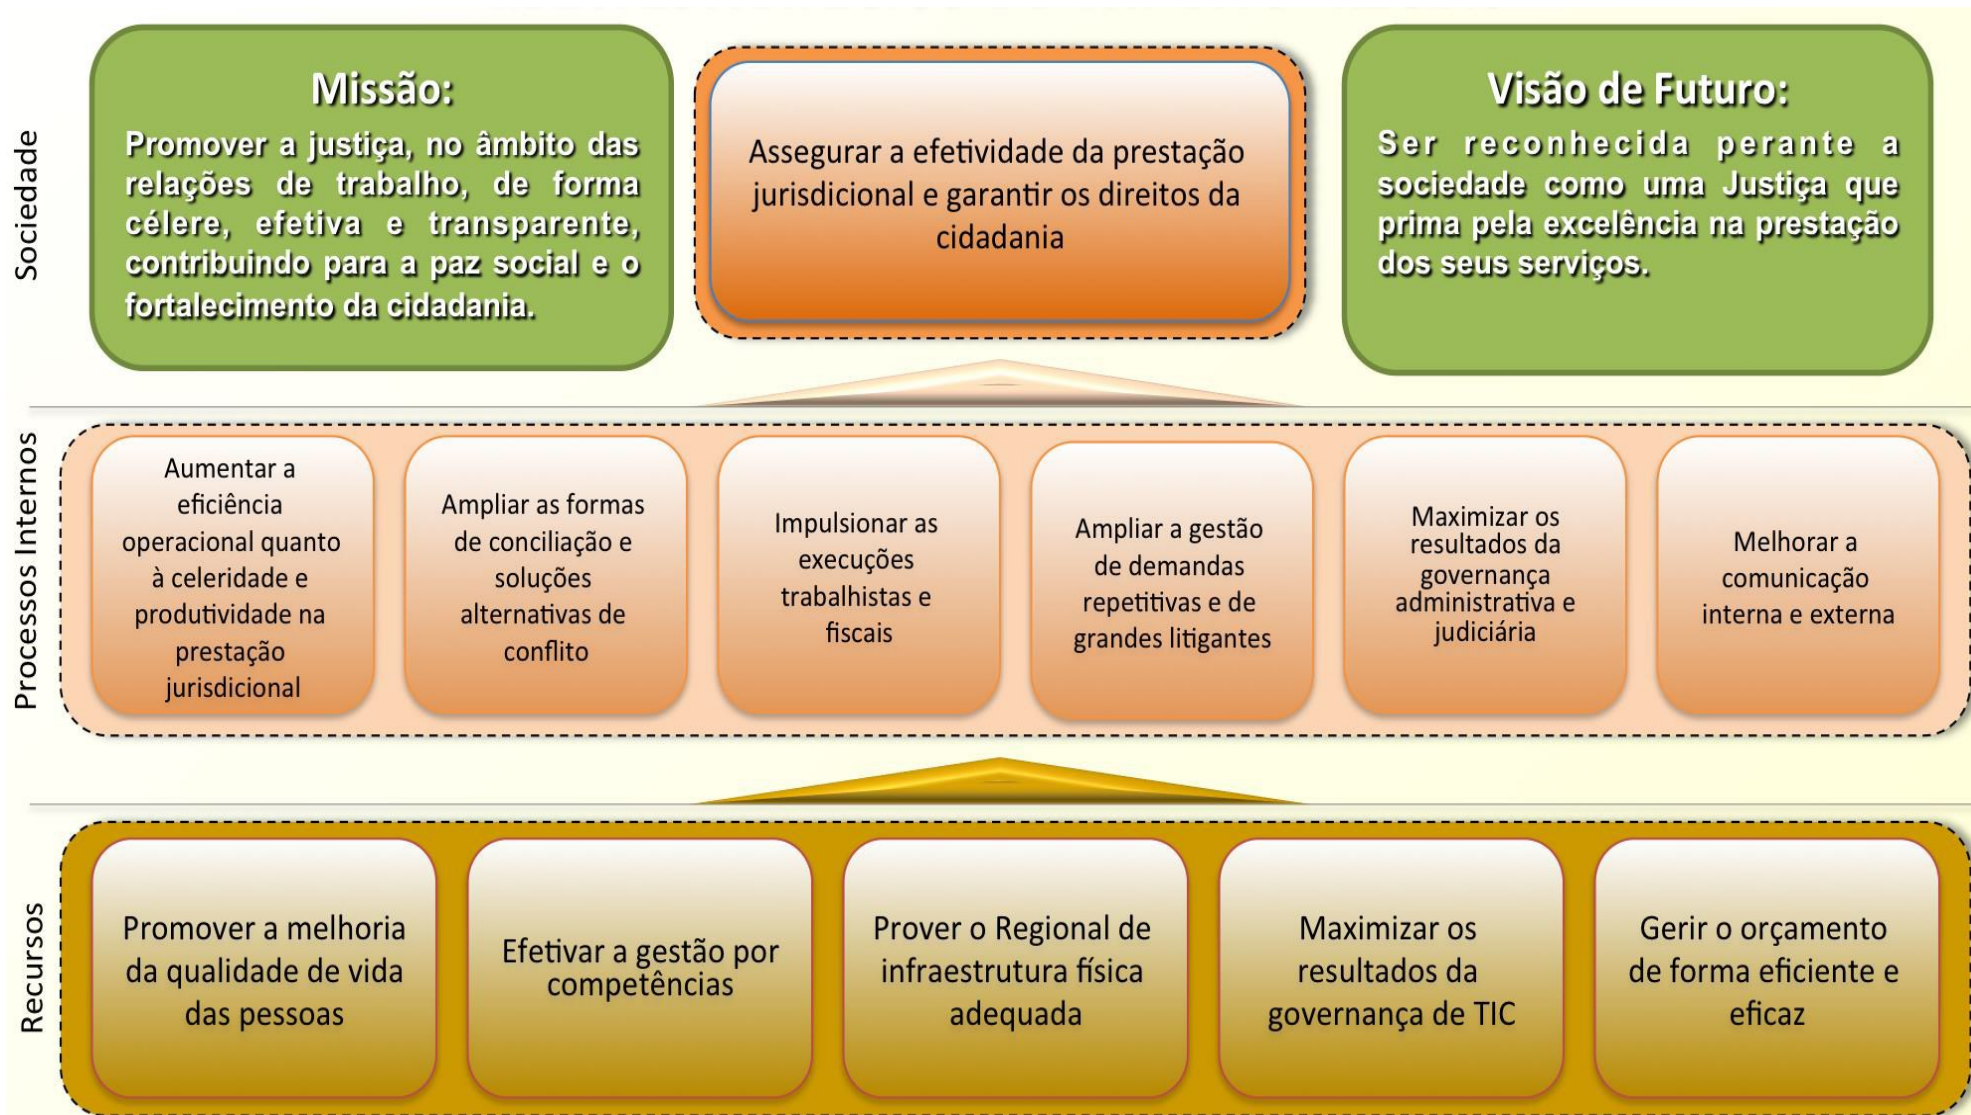 Sociedade
Missão:
Promover a justiça, no âmbito das
relações de trabalho, de forma
célere, efetiva e transparente,
contribuindo para a paz social e o
fortalecimento da cidadania.
Assegurar a efetividade da prestação
jurisdicional e garantir os direitos da
cidadania
Visão de Futuro:
Ser reconhecida perante a
sociedade como uma Justiça que
prima pela excelência na prestação
dos seus serviços.
Processos Internos
Aumentar a
eficiência
operacional quanto
à celeridade e
produtividade na
prestação
jurisdicional
Ampliar as formas
de conciliação e
soluções
alternativas de
conflito
Impulsionar as
execuções
trabalhistas e
fiscais
Ampliar a gestão
de demandas
repetitivas e de
grandes litigantes
Maximizar os
resultados da
governança
administrativa e
judiciária
Melhorar a
comunicação
interna e externa
Recursos
Promover a melhoria
da qualidade de vida
das pessoas
Efetivar a gestão por
competências
Prover o Regional de
infraestrutura física
adequada
Maximizar os
resultados da
governança de TIC
Gerir o orçamento
de forma eficiente e
eficaz